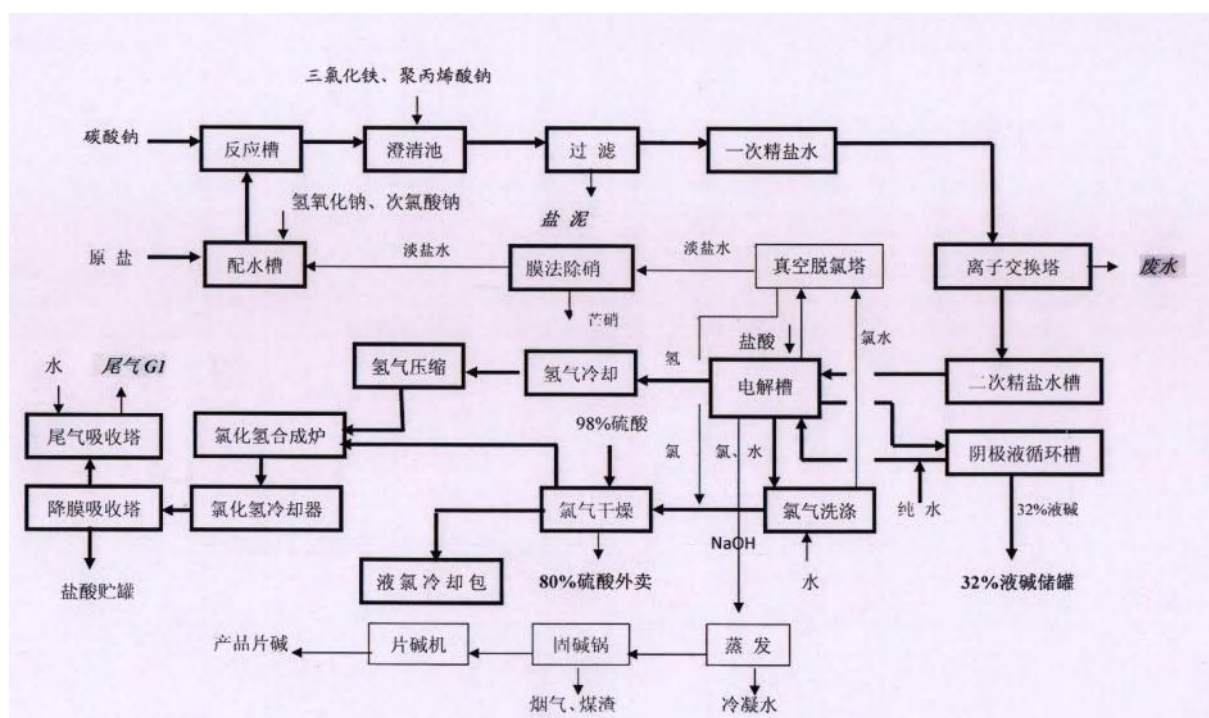 三氯化铁、聚丙烯酸钠
碳酸钠
反应槽
澄清池
过 滤
一次精盐水
氢氧化钠、次氯酸钠
盐 泥
原 盐
配水槽
淡盐水
膜法除硝
淡盐水
真空脱氯塔
离子交换塔
废水
芒硝
盐酸
氯水
水
尾气 G1
氢气压缩
氢气冷却
氢
电解槽
二次精盐水槽
尾气吸收塔
氯化氢合成炉
98%硫酸
氯
氯、水
阴极液循环槽
降膜吸收塔
氯化氢冷却器
氯气干燥
氯气洗涤
纯 水
32%液碱
NaOH
盐酸贮罐
液氯冷却包
80%硫酸外卖
水
32%液碱储罐
产品片碱
片碱机
固碱锅
蒸 发
烟气、煤渣
冷凝水